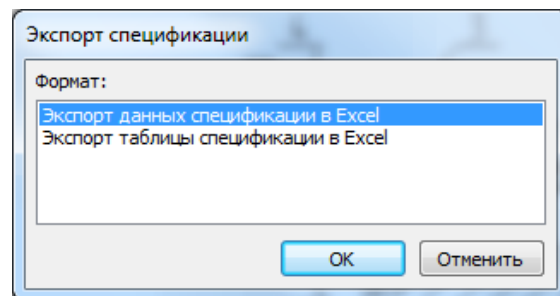 Экспорт спецификации
Формат:
Экспорт данных спецификации в Excel
Экспорт таблицы спецификации в Excel
OK
Отменить